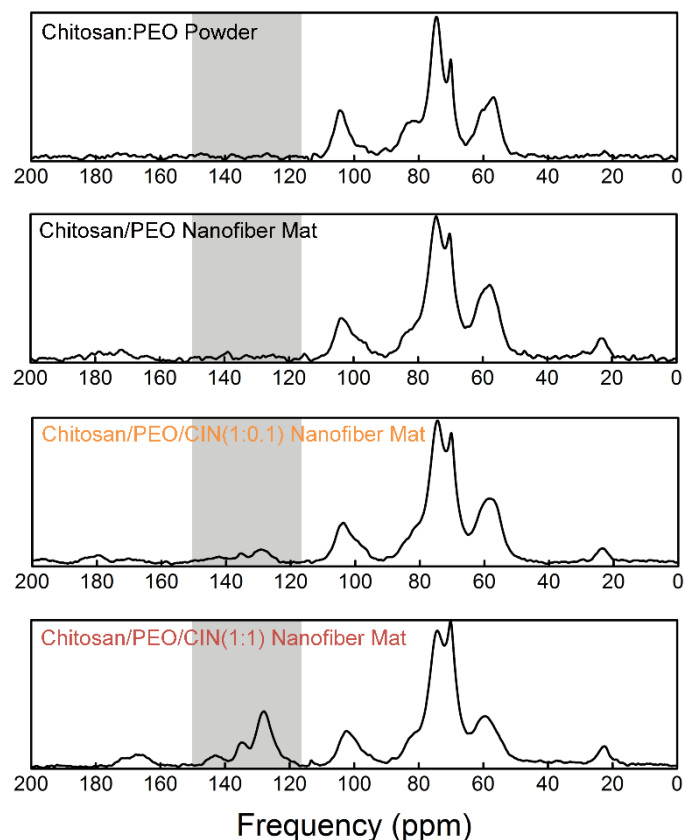 Chitosan:PEO Powder
200 180 160 140 120 100 80 60 40 20 0
Chitosan/PEO Nanofiber Mat
200 180 160 140 120 100 80 60 40 20 0
Chitosan/PEO/CIN(1:0.1) Nanofiber Mat
200 180 160 140 120 100 80 60 40 20 0
Chitosan/PEO/CIN(1:1) Nanofiber Mat
200 180 160 140 120 100 80 60 40 20 0
Frequency (ppm)